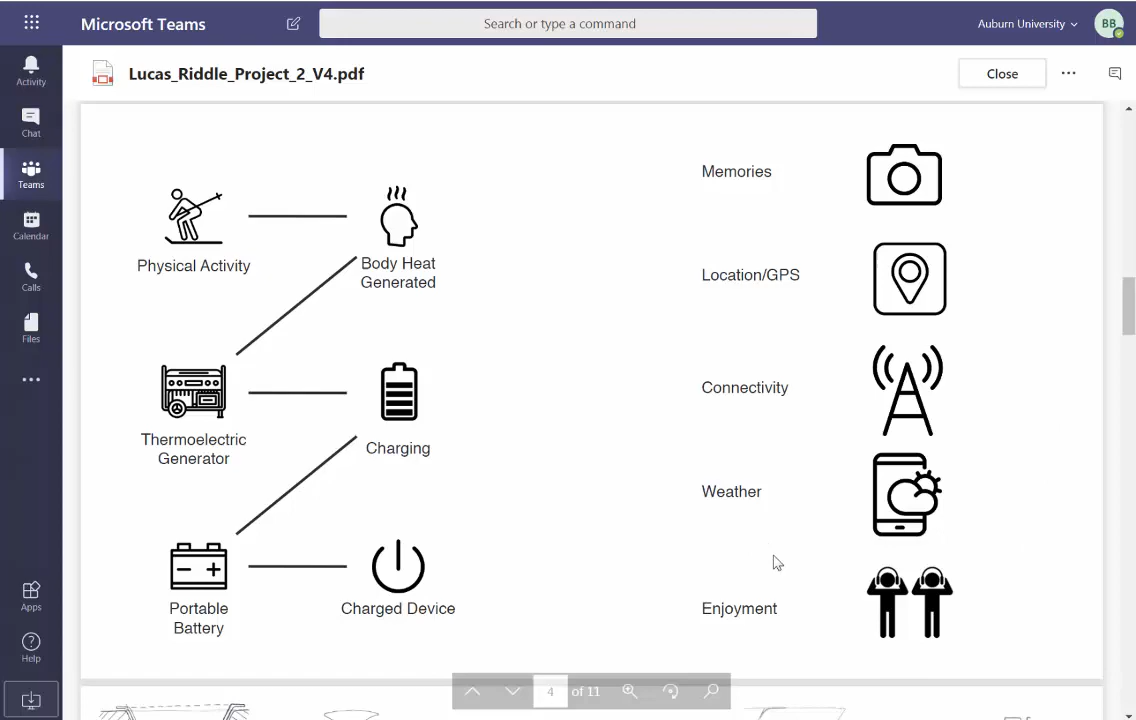 Microsoft Teams
Search or type a command
Auburn University
BB
Activity
Chat
Teams
Calendar
Calls
Files
Apps
Help
Lucas_Riddle_Project_2_V4.pdf
Close
Physical Activity
Body Heat
Generated
Thermoelectric
Generator
Charging
Portable
Battery
Charged Device
Memories
Location/GPS
Connectivity
Weather
Enjoyment
4 of 11